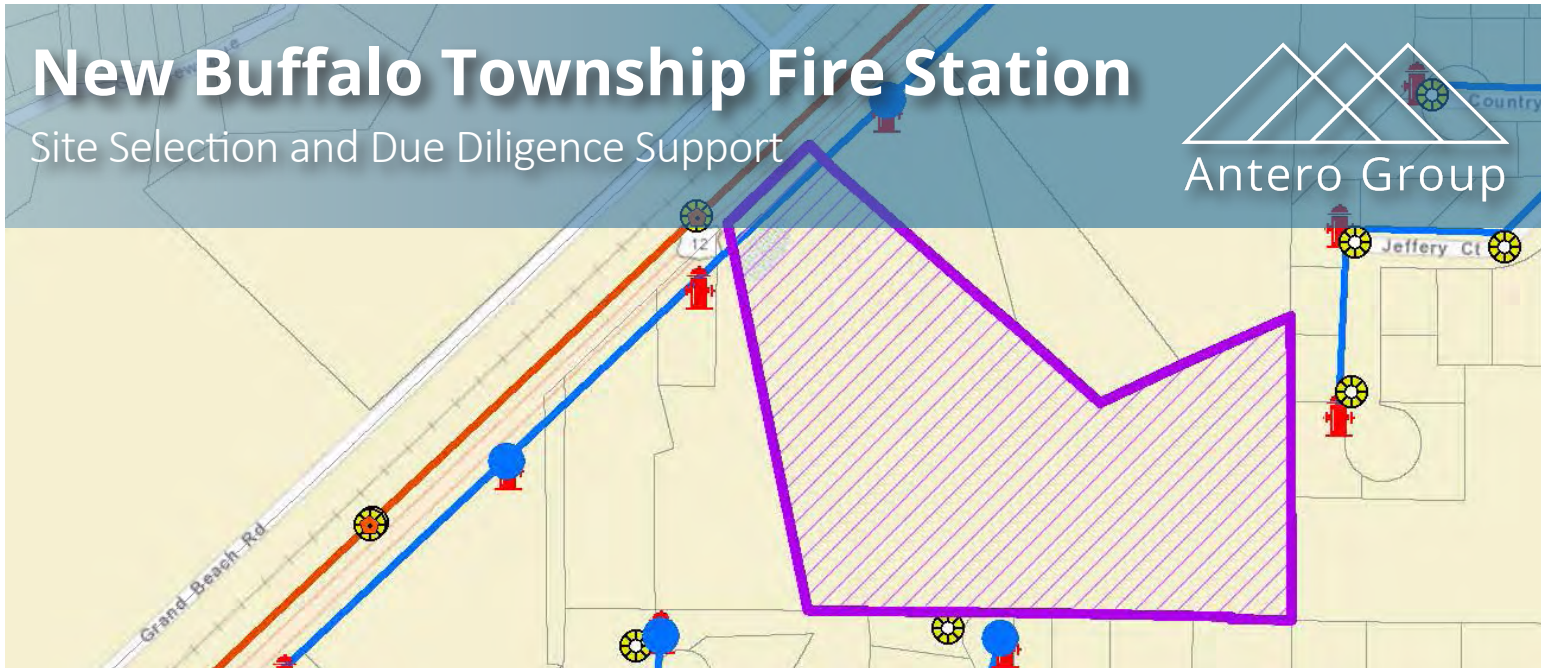 New Buffalo Township Fire Station
Site Selection and Due Diligence Support
Antero Group
Country
12
Jeffery Ct
Grand Beach Rd